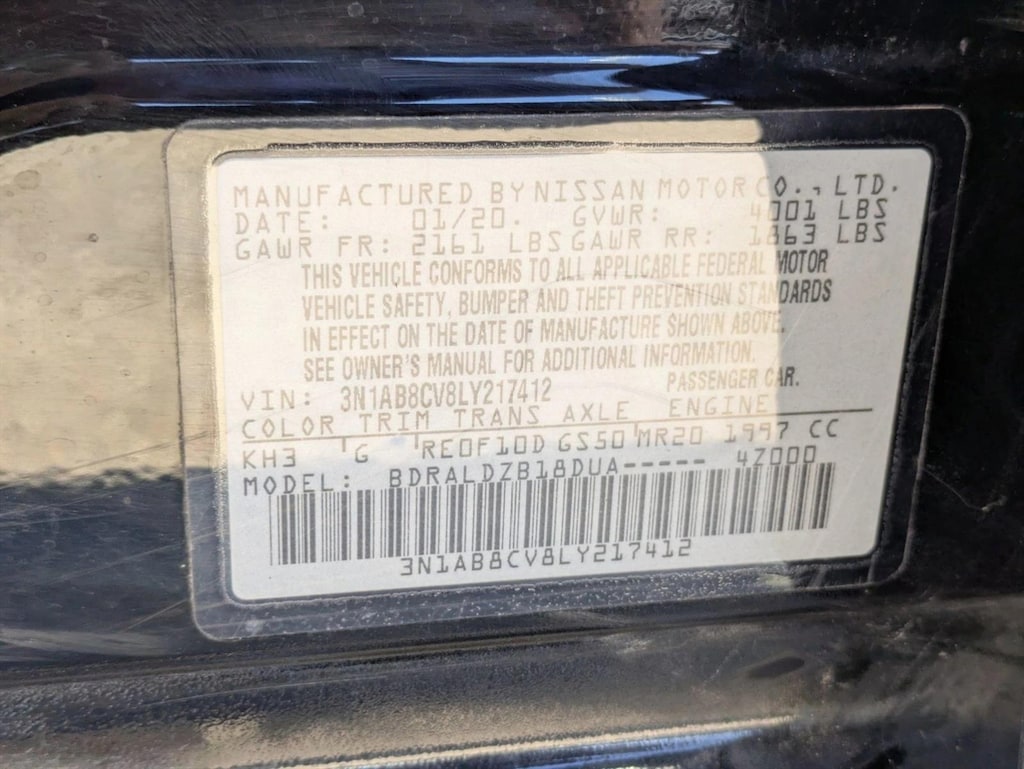 MANUFACTURED BY NISSAN MOTOR CO., LTD.
DATE: 01/20. GVWR: 4001 LBS
GAWR FR: 2161 LBS GAWR RR: 1863 LBS
THIS VEHICLE CONFORMS TO ALL APPLICABLE FEDERAL MOTOR
VEHICLE SAFETY, BUMPER AND THEFT PREVENTION STANDARDS
IN EFFECT ON THE DATE OF MANUFACTURE SHOWN ABOVE.
SEE OWNER'S MANUAL FOR ADDITIONAL INFORMATION.
VIN: 3N1AB8CV8LY217412 PASSENGER CAR.
COLOR TRIM TRANS AXLE ENGINE
KH3 G RE0F10D GS50 MR20 1997 CC
MODEL: BDRALDZB18DUA----- 4Z000
3N1AB8CV8LY217412